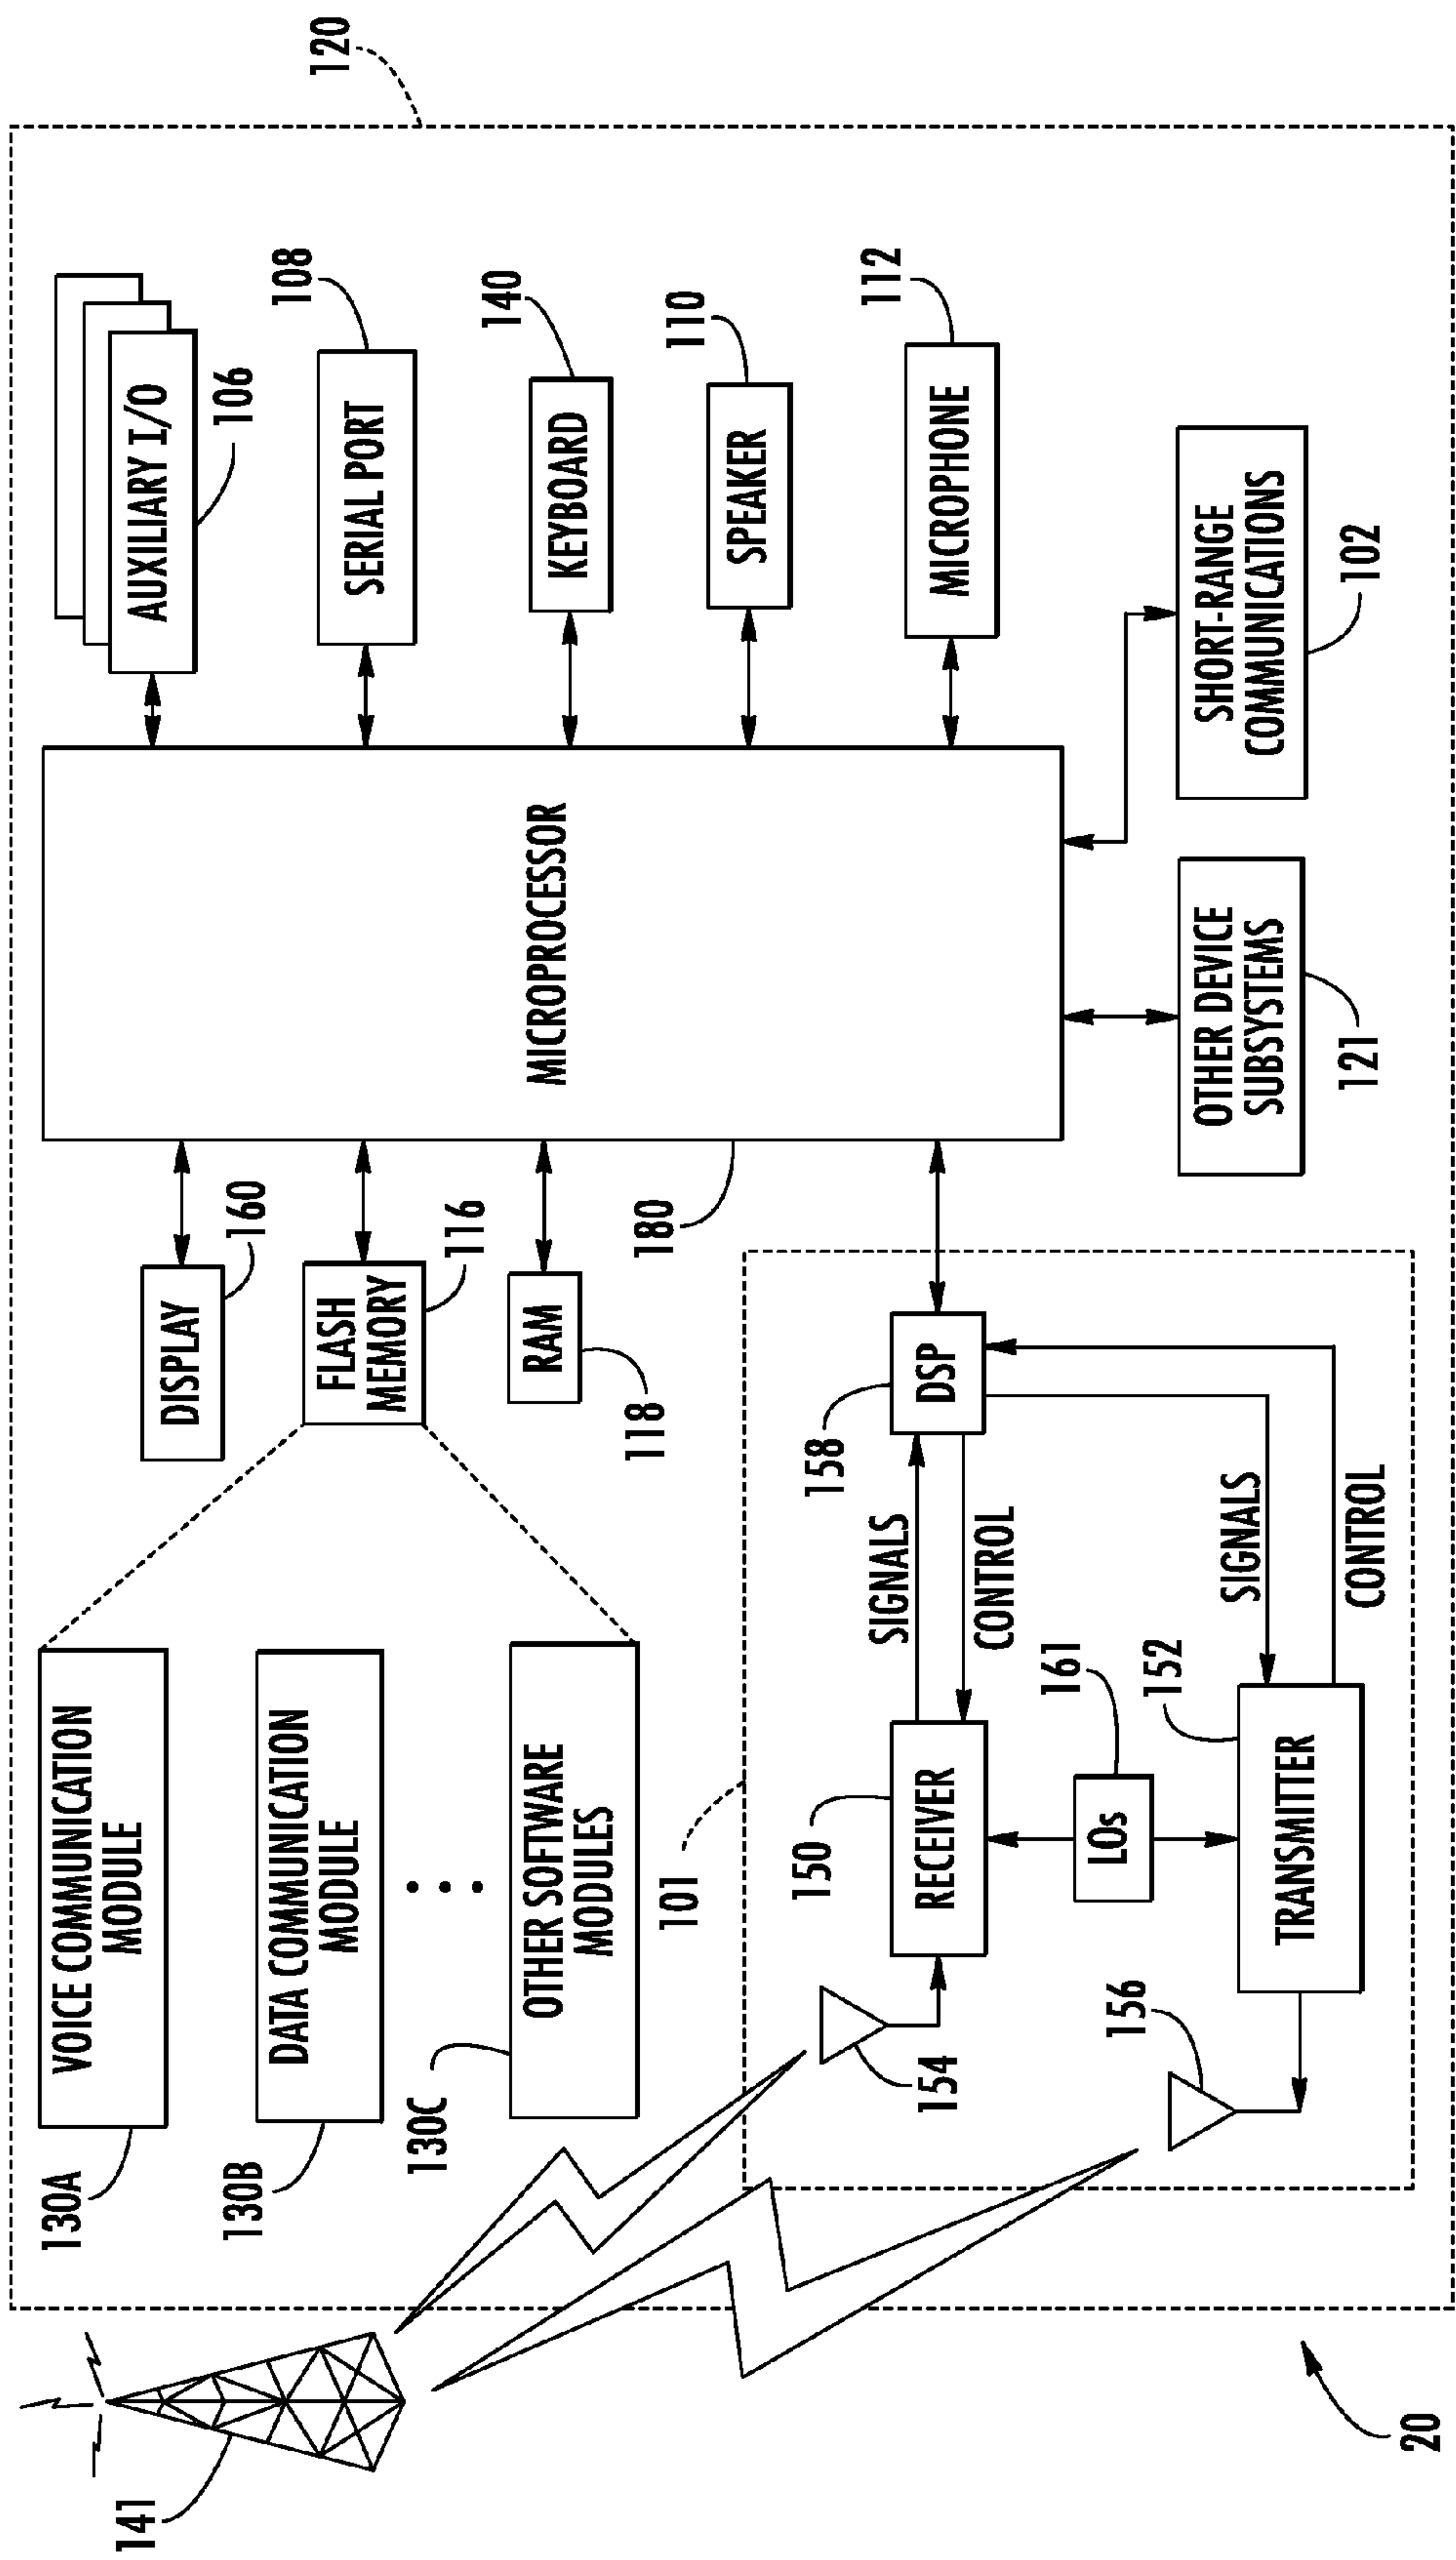 120
AUXILIARY I/O
106
SERIAL PORT
108
KEYBOARD
140
SPEAKER
110
MICROPHONE
112
SHORT-RANGE
COMMUNICATIONS
102
OTHER DEVICE
SUBSYSTEMS
121
MICROPROCESSOR
180
DISPLAY
160
FLASH
MEMORY
116
RAM
118
VOICE COMMUNICATION
MODULE
130A
DATA COMMUNICATION
MODULE
130B
OTHER SOFTWARE
MODULES
130C
101
DSP
158
SIGNALS
CONTROL
SIGNALS
CONTROL
RECEIVER
150
LOs
161
TRANSMITTER
152
154
156
141
20